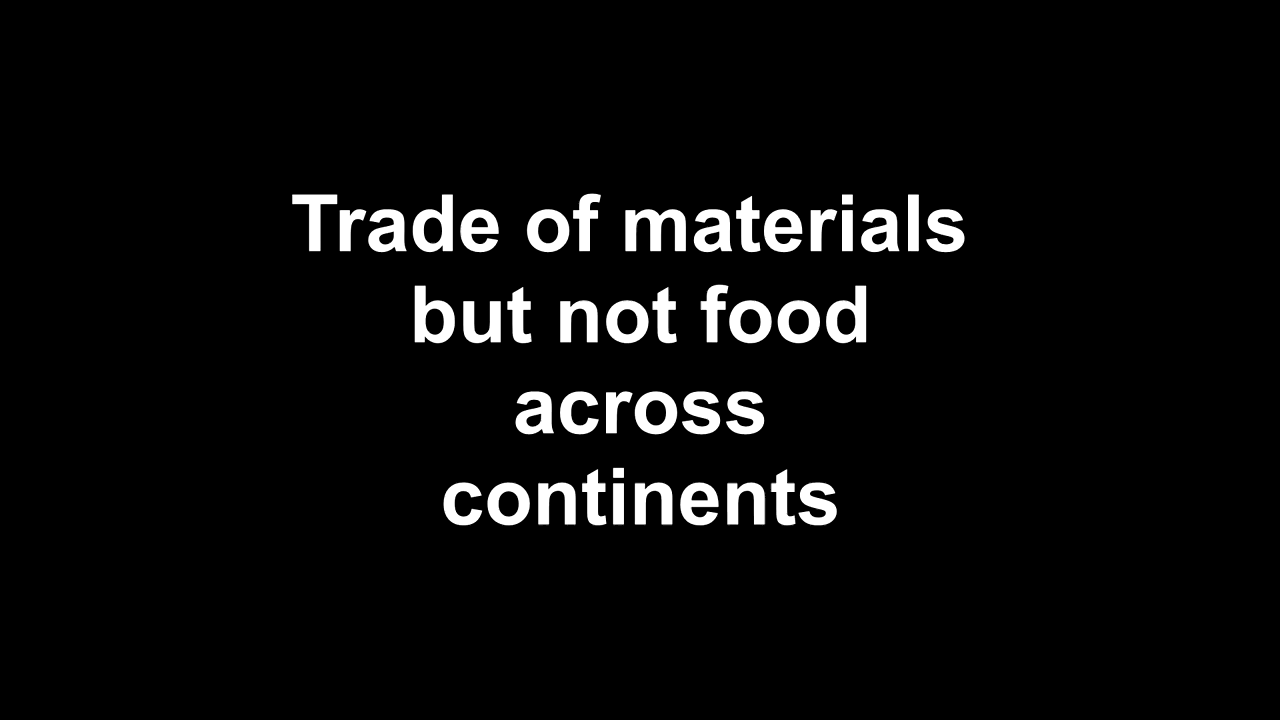 Trade of materials
but not food
across
continents